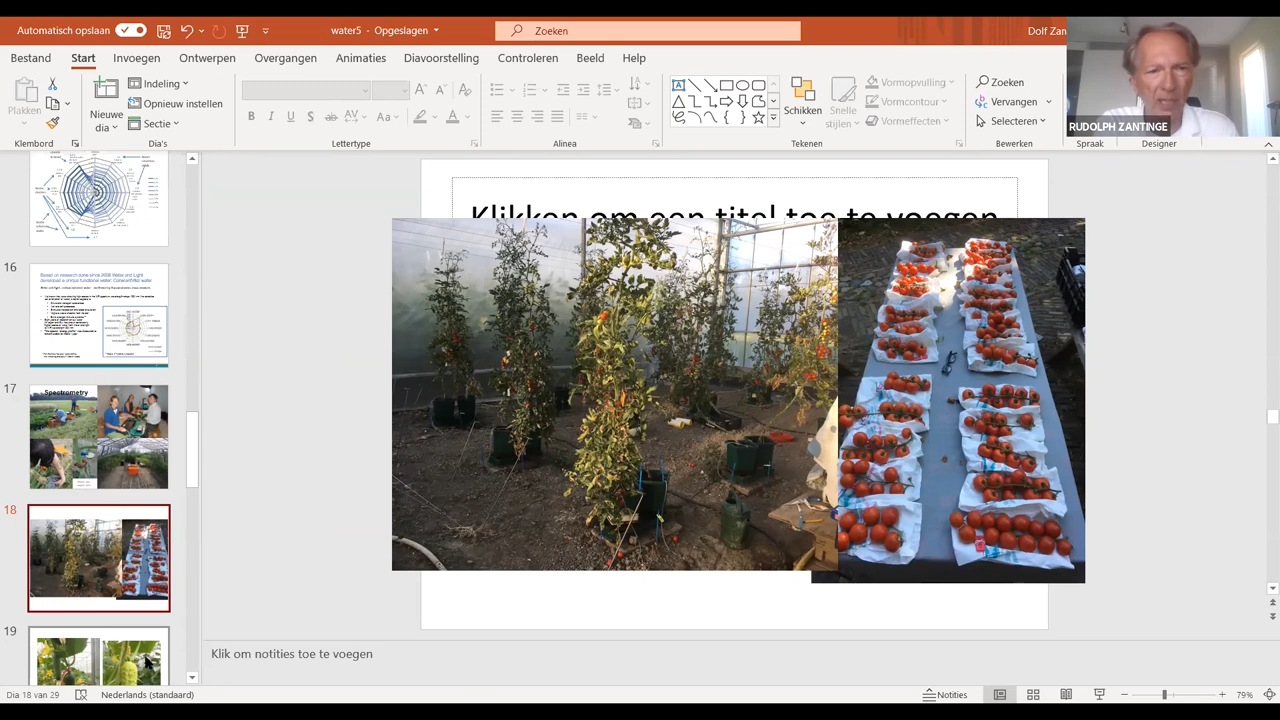 Automatisch opslaan
water5 - Opgeslagen
Zoeken
Dolf Zan
Bestand Start Invoegen Ontwerpen Overgangen Animaties Diavoorstelling Controleren Beeld Help
Plakken
Nieuwe dia
Indeling
Opnieuw instellen
Sectie
Schikken
Snelle stijlen
Vormopvulling
Vormcontour
Vormeffecten
Zoeken
Vervangen
Selecteren
RUDOLPH ZANTINGE
Klembord Dia's Lettertype Alinea Tekenen Bewerken Spraak Designer
Klikken om een titel toe te voegen
16
17
Spectrometry
18
19
Klik om notities toe te voegen
Dia 18 van 29 Nederlands (standaard) Notities 79%